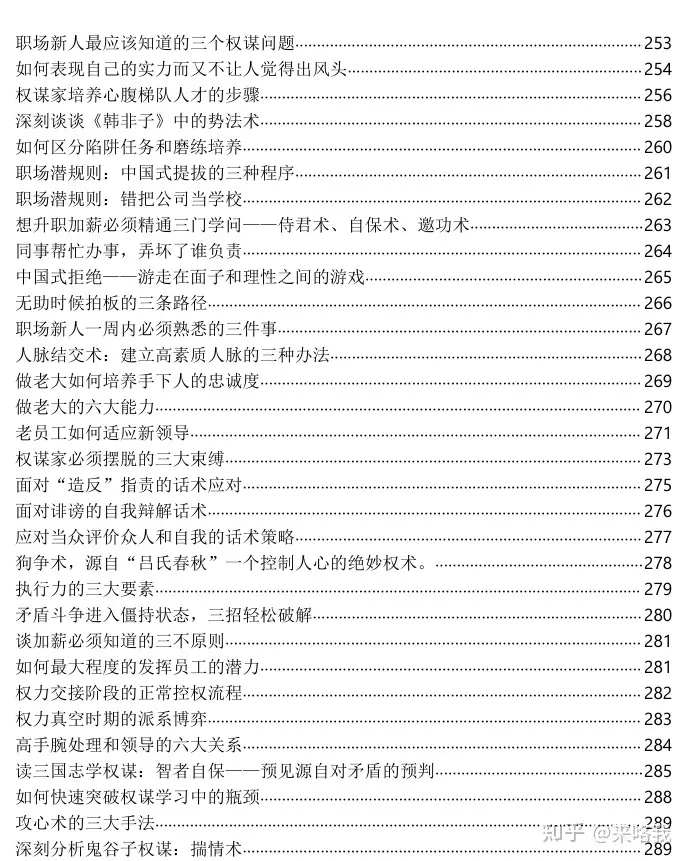 职场新人最应该知道的三个权谋问题 253
如何表现自己的实力而又不让人觉得出风头 254
权谋家培养心腹梯队人才的步骤 256
深刻谈谈《韩非子》中的势法术 258
如何区分陷阱任务和磨练培养 260
职场潜规则：中国式提拔的三种程序 261
职场潜规则：错把公司当学校 262
想升职加薪必须精通三门学问——侍君术、自保术、邀功术 263
同事帮忙办事，弄坏了谁负责 264
中国式拒绝——游走在面子和理性之间的游戏 265
无助时候拍板的三条路径 266
职场新人一周内必须熟悉的三件事 267
人脉结交术：建立高素质人脉的三种办法 268
做老大如何培养手下人的忠诚度 269
做老大的六大能力 270
老员工如何适应新领导 271
权谋家必须摆脱的三大束缚 273
面对“造反”指责的话术应对 275
面对诽谤的自我辩解话术 276
应对当众评价众人和自我的话术策略 277
狗争术，源自“吕氏春秋”一个控制人心的绝妙权术。 278
执行力的三大要素 279
矛盾斗争进入僵持状态，三招轻松破解 280
谈加薪必须知道的三不原则 281
如何最大程度的发挥员工的潜力 281
权力交接阶段的正常控权流程 282
权力真空时期的派系博弈 283
高手腕处理和领导的六大关系 284
读三国志学权谋：智者自保——预见源自对矛盾的预判 285
如何快速突破权谋学习中的瓶颈 288
攻心术的三大手法 289
深刻分析鬼谷子权谋：揣情术 289
知乎 @来略我